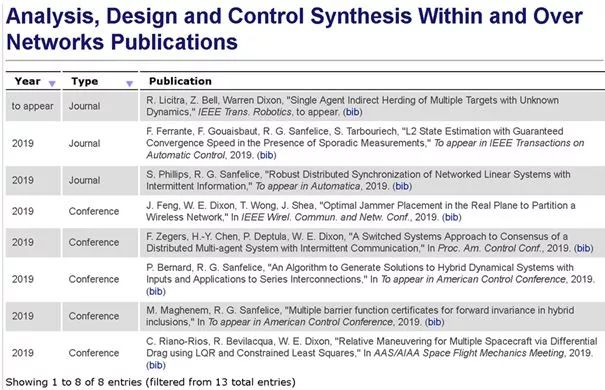 Analysis, Design and Control Synthesis Within and Over
Networks Publications
Year Type Publication
to appear Journal R. Licitra, Z. Bell, Warren Dixon, "Single Agent Indirect Herding of Multiple Targets with Unknown
Dynamics," IEEE Trans. Robotics, to appear. (bib)
2019 Journal F. Ferrante, F. Gouaisbaut, R. G. Sanfelice, S. Tarbouriech, "L2 State Estimation with Guaranteed
Convergence Speed in the Presence of Sporadic Measurements," To appear in IEEE Transactions on
Automatic Control, 2019. (bib)
2019 Journal S. Phillips, R. G. Sanfelice, "Robust Distributed Synchronization of Networked Linear Systems with
Intermittent Information," To appear in Automatica, 2019. (bib)
2019 Conference J. Feng, W. E. Dixon, T. Wong, J. Shea, "Optimal Jammer Placement in the Real Plane to Partition a
Wireless Network," In IEEE Wirel. Commun. and Netw. Conf., 2019. (bib)
2019 Conference F. Zegers, H.-Y. Chen, P. Deptula, W. E. Dixon, "A Switched Systems Approach to Consensus of a
Distributed Multi-agent System with Intermittent Communication," In Proc. Am. Control Conf., 2019. (bib)
2019 Conference P. Bernard, R. G. Sanfelice, "An Algorithm to Generate Solutions to Hybrid Dynamical Systems with
Inputs and Applications to Series Interconnections," In To appear in American Control Conference, 2019.
(bib)
2019 Conference M. Maghenem, R. G. Sanfelice, "Multiple barrier function certificates for forward invariance in hybrid
inclusions," In To appear in American Control Conference, 2019. (bib)
2019 Conference C. Riano-Rios, R. Bevilacqua, W. E. Dixon, "Relative Maneuvering for Multiple Spacecraft via Differential
Drag using LQR and Constrained Least Squares," In AAS/AIAA Space Flight Mechanics Meeting, 2019.
(bib)
Showing 1 to 8 of 8 entries (filtered from 13 total entries)